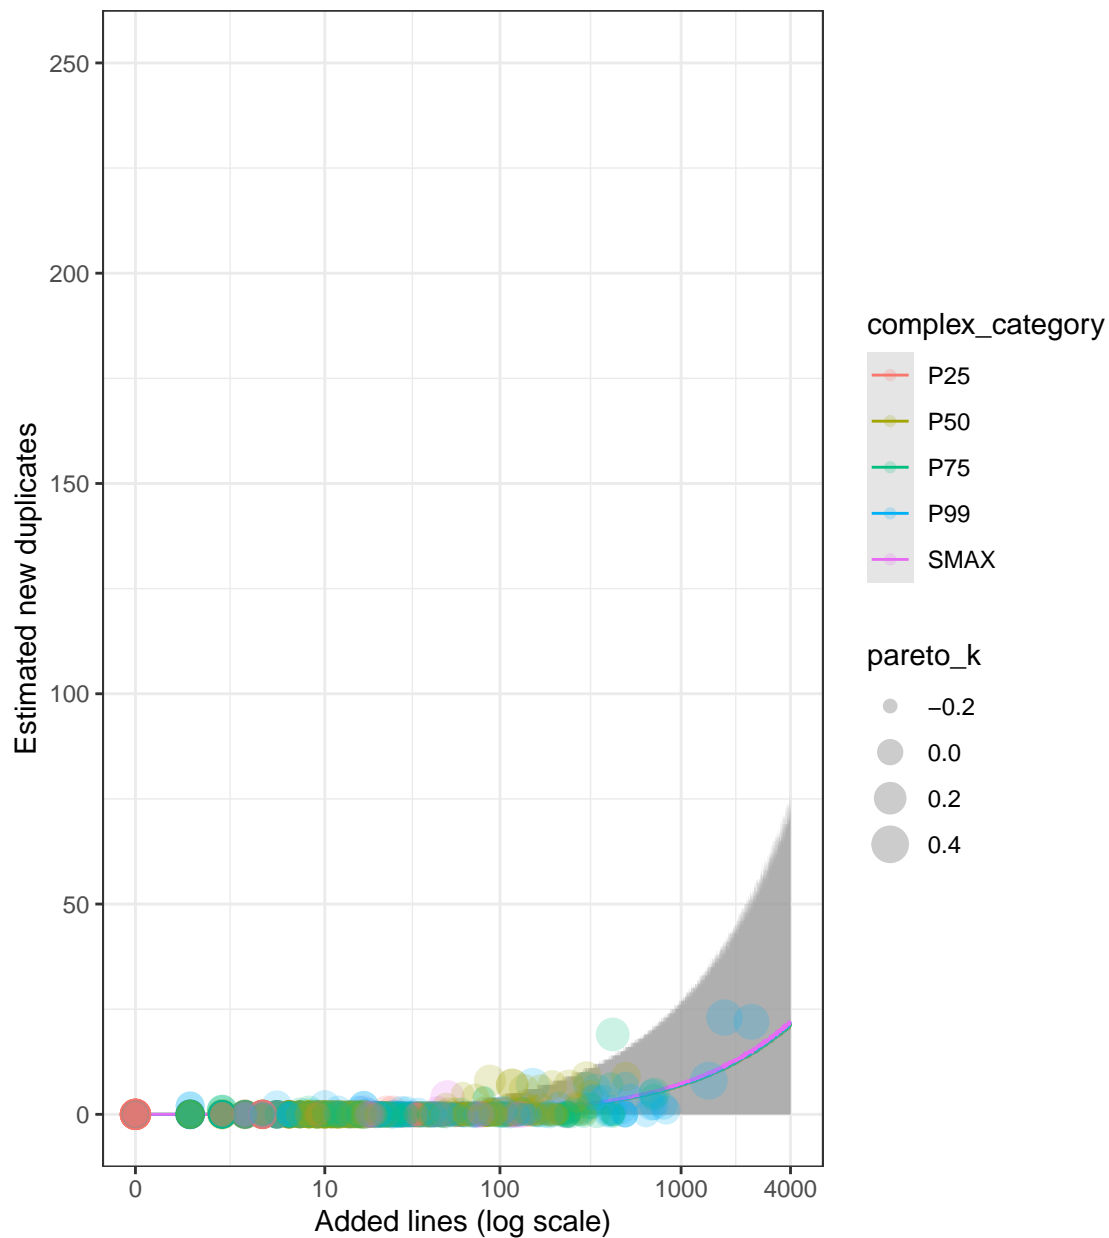 250
200
150
100
50
0
Estimated new duplicates
0 10 100 1000 4000
Added lines (log scale)
complex_category
P25
P50
P75
P99
SMAX
pareto_k
−0.2
0.0
0.2
0.4